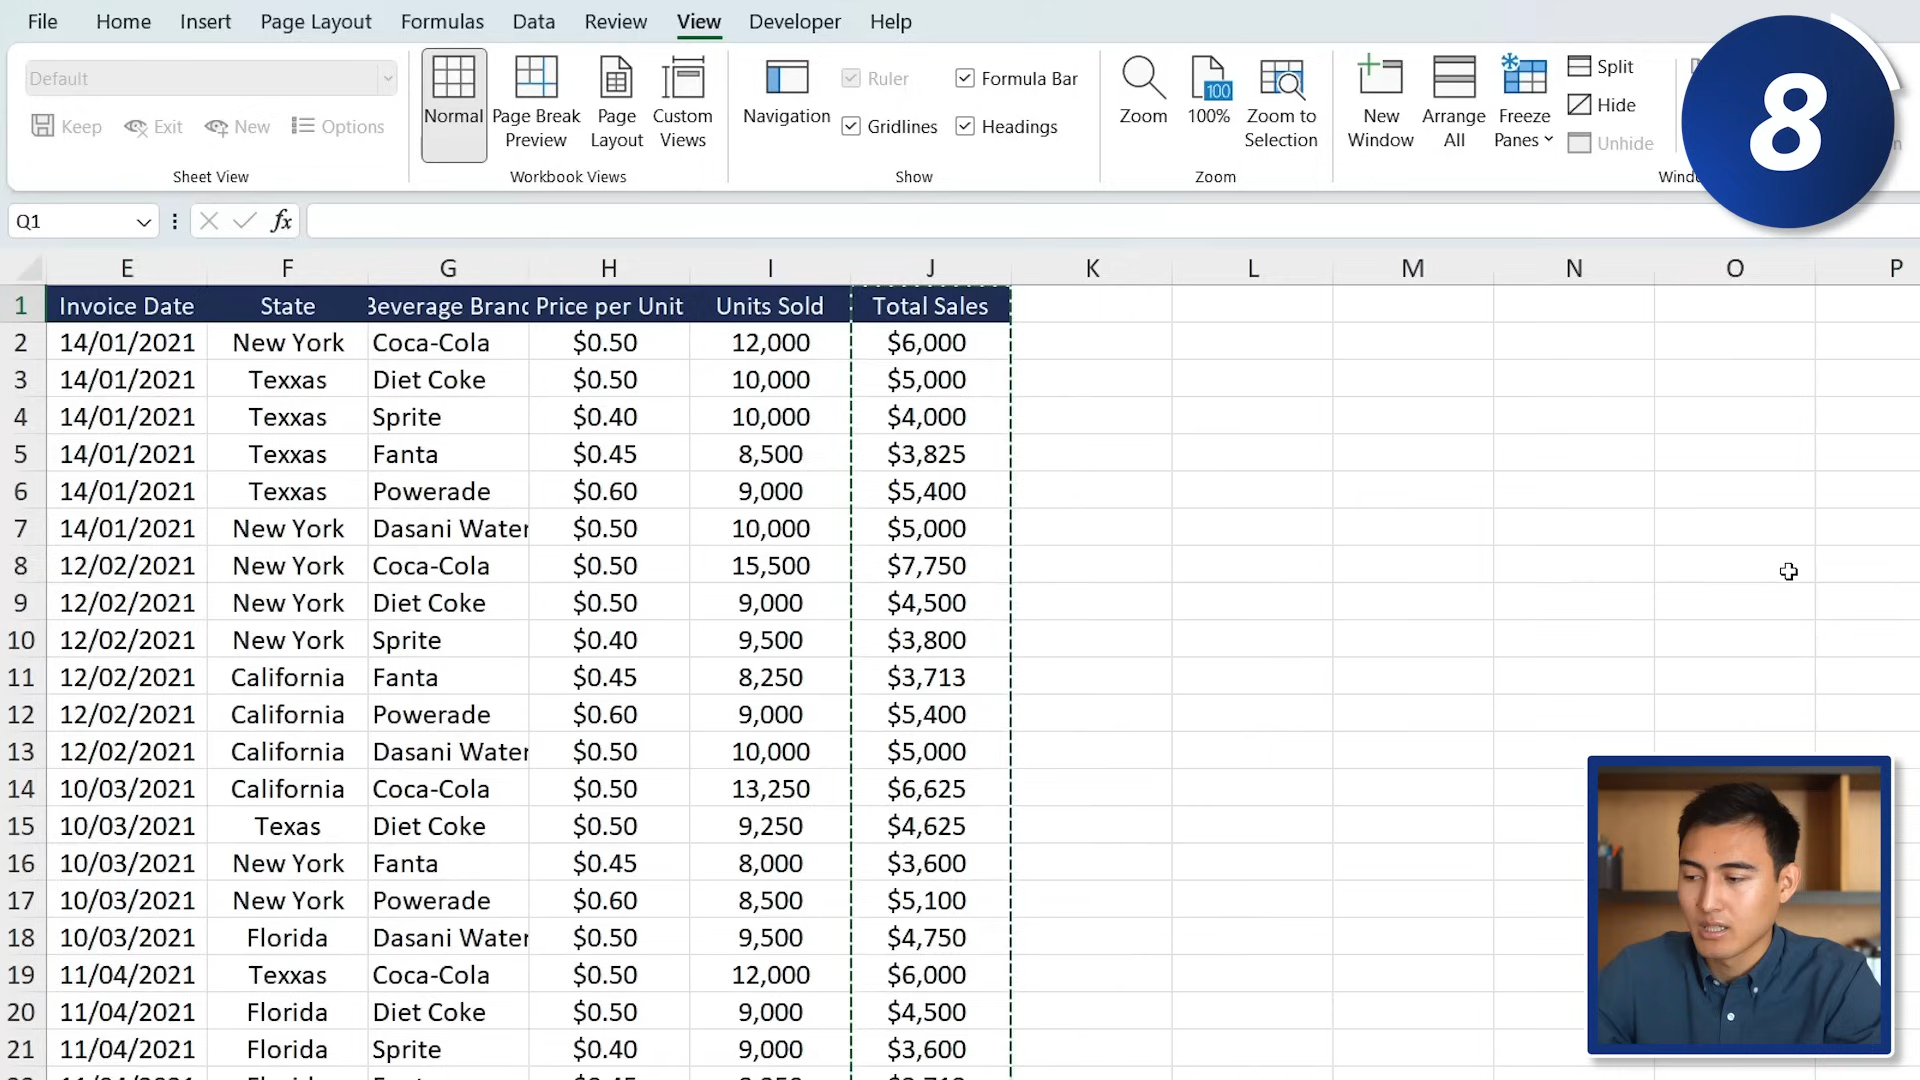 File Home Insert Page Layout Formulas Data Review View Developer Help
Default
Keep Exit New Options
Sheet View
Normal Page Break Preview Page Layout Custom Views
Workbook Views
Navigation Ruler Formula Bar
Gridlines Headings
Show
Zoom 100 100% Zoom to Selection
Zoom
New Window Arrange All Freeze Panes
Split
Hide
Unhide
8
Q1 fx
E F G H I J K L M N O P
1 Invoice Date State Beverage Brand Price per Unit Units Sold Total Sales
2 14/01/2021 New York Coca-Cola $0.50 12,000 $6,000
3 14/01/2021 Texxas Diet Coke $0.50 10,000 $5,000
4 14/01/2021 Texxas Sprite $0.40 10,000 $4,000
5 14/01/2021 Texxas Fanta $0.45 8,500 $3,825
6 14/01/2021 Texxas Powerade $0.60 9,000 $5,400
7 14/01/2021 New York Dasani Water $0.50 10,000 $5,000
8 12/02/2021 New York Coca-Cola $0.50 15,500 $7,750
9 12/02/2021 New York Diet Coke $0.50 9,000 $4,500
10 12/02/2021 New York Sprite $0.40 9,500 $3,800
11 12/02/2021 California Fanta $0.45 8,250 $3,713
12 12/02/2021 California Powerade $0.60 9,000 $5,400
13 12/02/2021 California Dasani Water $0.50 10,000 $5,000
14 10/03/2021 California Coca-Cola $0.50 13,250 $6,625
15 10/03/2021 Texas Diet Coke $0.50 9,250 $4,625
16 10/03/2021 New York Fanta $0.45 8,000 $3,600
17 10/03/2021 New York Powerade $0.60 8,500 $5,100
18 10/03/2021 Florida Dasani Water $0.50 9,500 $4,750
19 11/04/2021 Texxas Coca-Cola $0.50 12,000 $6,000
20 11/04/2021 Florida Diet Coke $0.50 9,000 $4,500
21 11/04/2021 Florida Sprite $0.40 9,000 $3,600